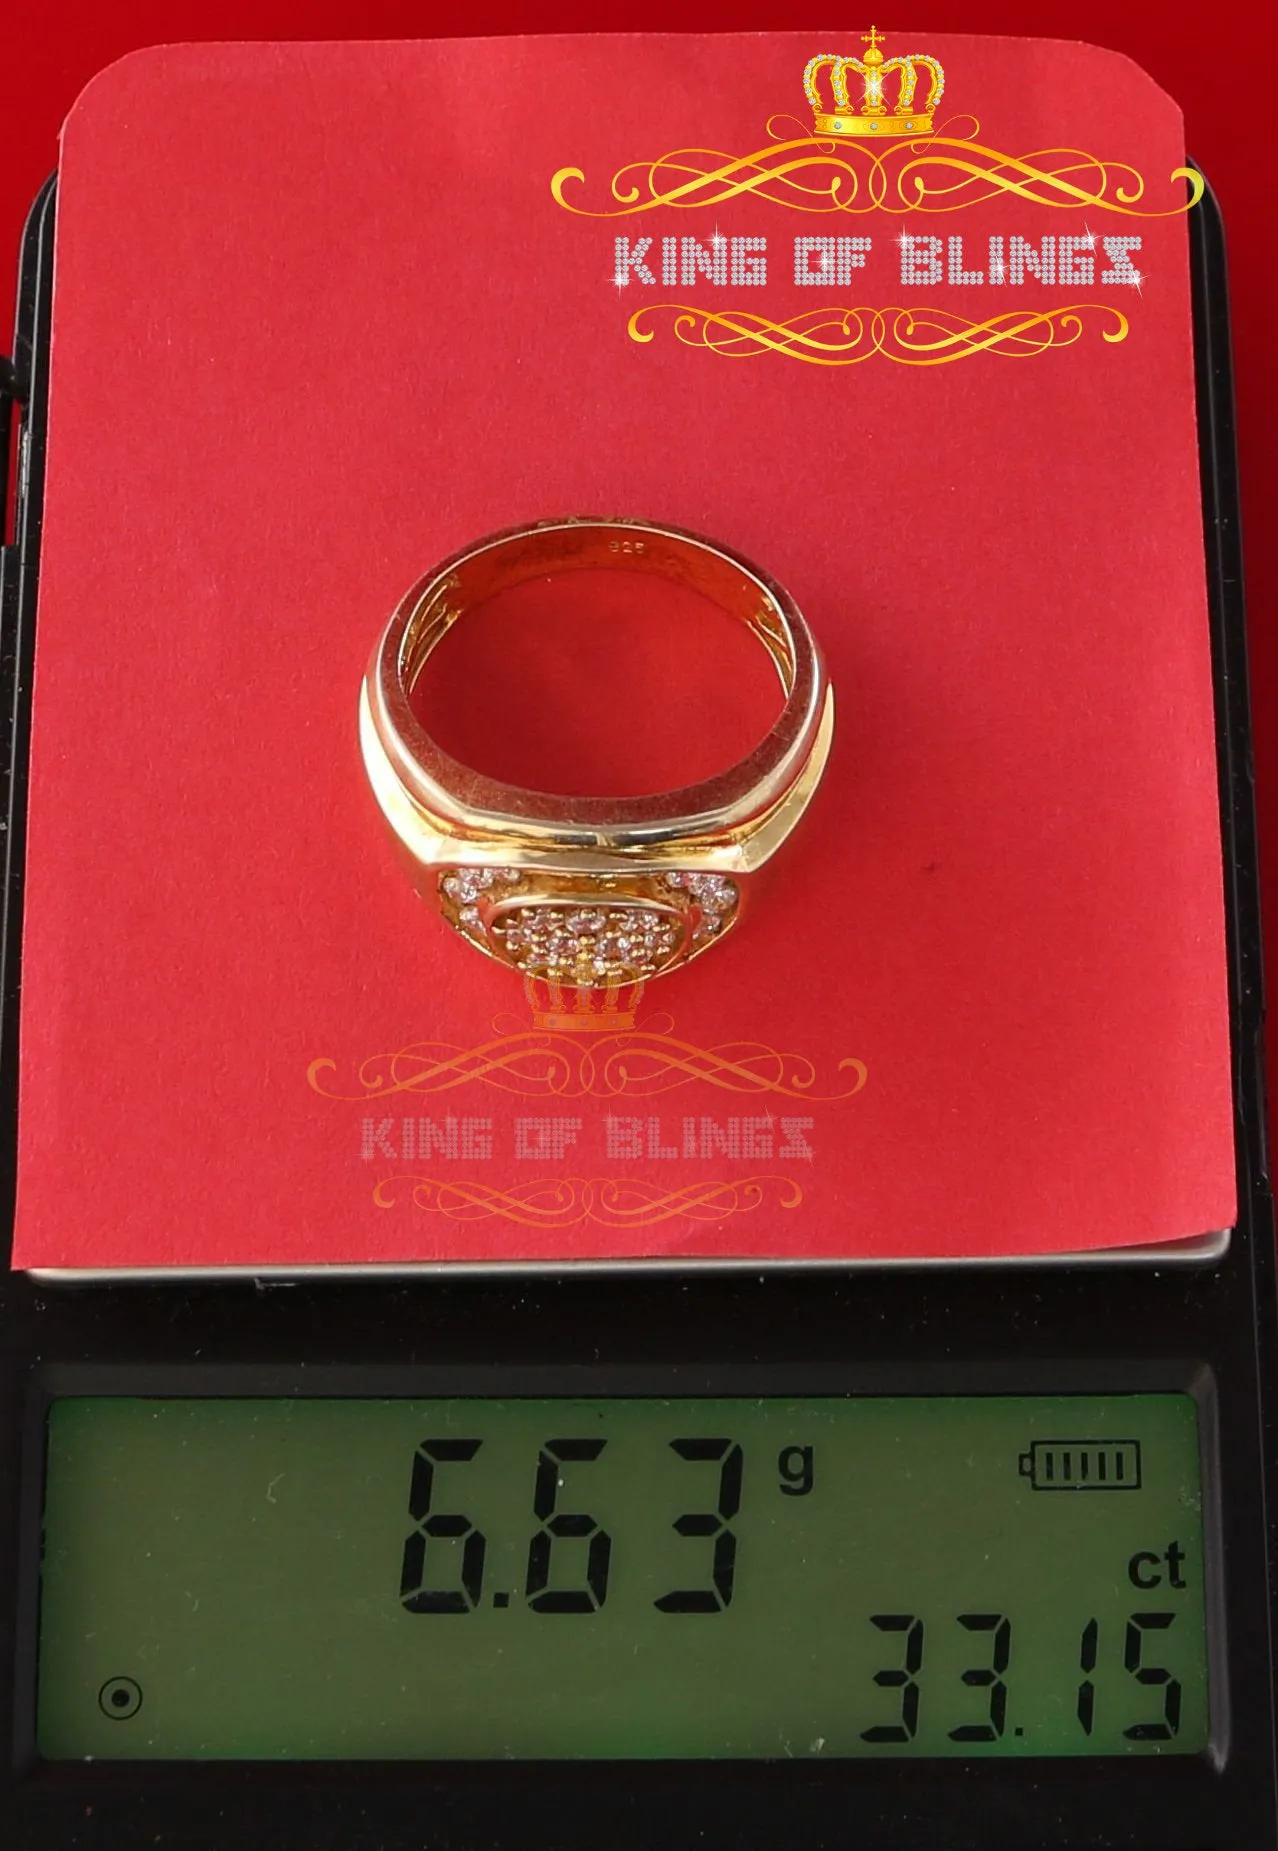 KING OF BLINGS
925
KING OF BLINGS
6.63 g
ct
33.15